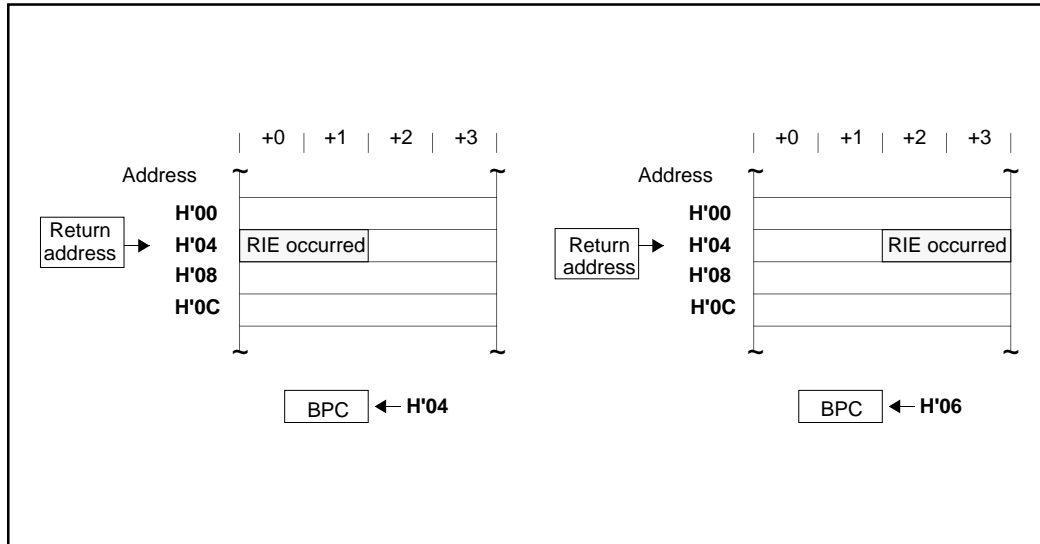 +0 +1 +2 +3
Address
H'00
Return address
H'04 RIE occurred
H'08
H'0C
~ ~
~ ~
BPC H'04
+0 +1 +2 +3
Address
H'00
Return address
H'04 RIE occurred
H'08
H'0C
~ ~
~ ~
BPC H'06